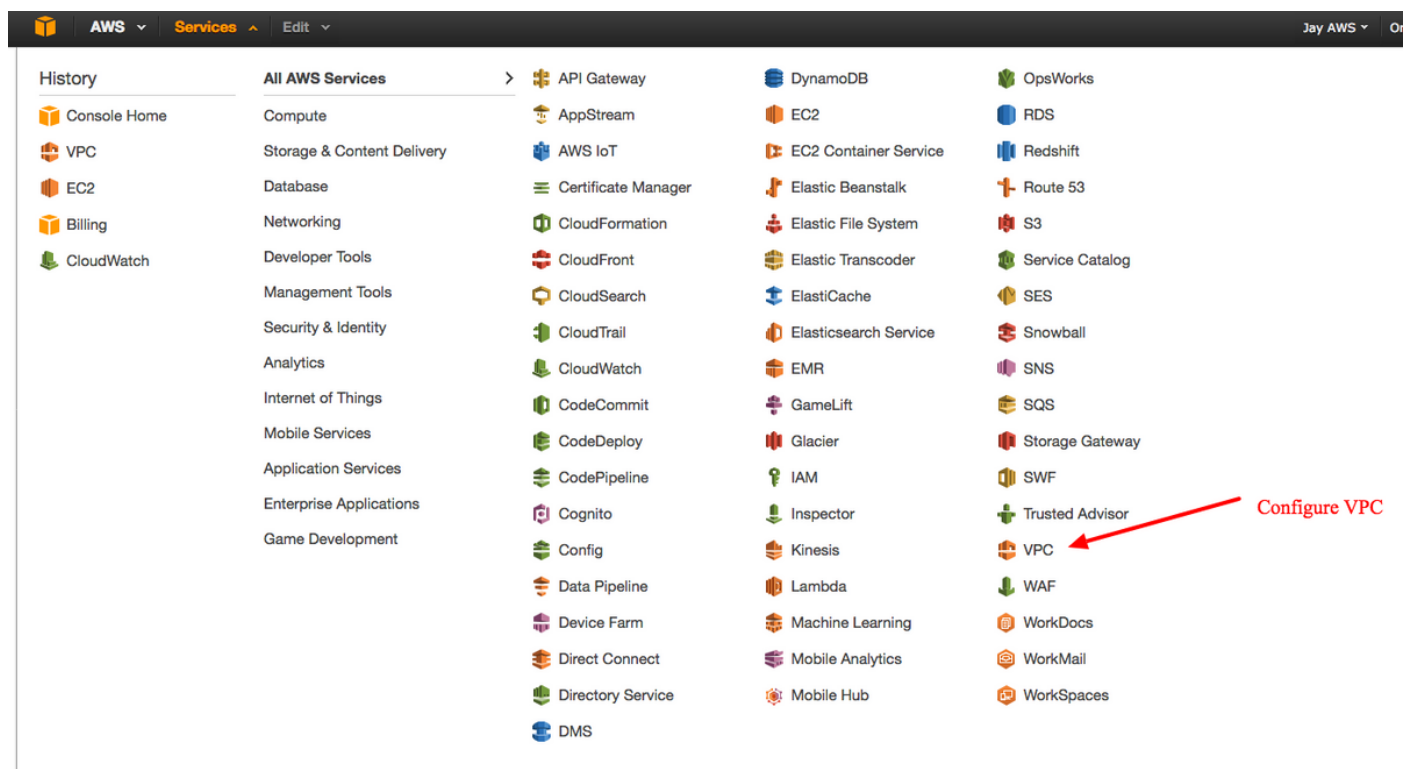 AWS Services Edit Jay AWS Or
History
Console Home
VPC
EC2
Billing
CloudWatch
All AWS Services
Compute
Storage & Content Delivery
Database
Networking
Developer Tools
Management Tools
Security & Identity
Analytics
Internet of Things
Mobile Services
Application Services
Enterprise Applications
Game Development
API Gateway
AppStream
AWS IoT
Certificate Manager
CloudFormation
CloudFront
CloudSearch
CloudTrail
CloudWatch
CodeCommit
CodeDeploy
CodePipeline
Cognito
Config
Data Pipeline
Device Farm
Direct Connect
Directory Service
DMS
DynamoDB
EC2
EC2 Container Service
Elastic Beanstalk
Elastic File System
Elastic Transcoder
ElastiCache
Elasticsearch Service
EMR
GameLift
Glacier
IAM
Inspector
Kinesis
Lambda
Machine Learning
Mobile Analytics
Mobile Hub
OpsWorks
RDS
Redshift
Route 53
S3
Service Catalog
SES
Snowball
SNS
SQS
Storage Gateway
SWF
Trusted Advisor
VPC
WAF
WorkDocs
WorkMail
WorkSpaces
Configure VPC